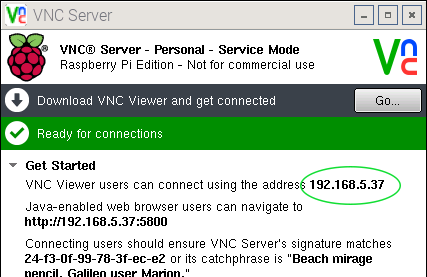 VNC Server
VNC® Server - Personal - Service Mode
Raspberry Pi Edition - Not for commercial use
VNC
Download VNC Viewer and get connected
Go...
Ready for connections
Get Started
VNC Viewer users can connect using the address 192.168.5.37
Java-enabled web browser users can navigate to
http://192.168.5.37:5800
Connecting users should ensure VNC Server's signature matches
24-f3-0f-99-78-3f-ec-e2 or its catchphrase is "Beach mirage
pencil. Galileo user Marion."